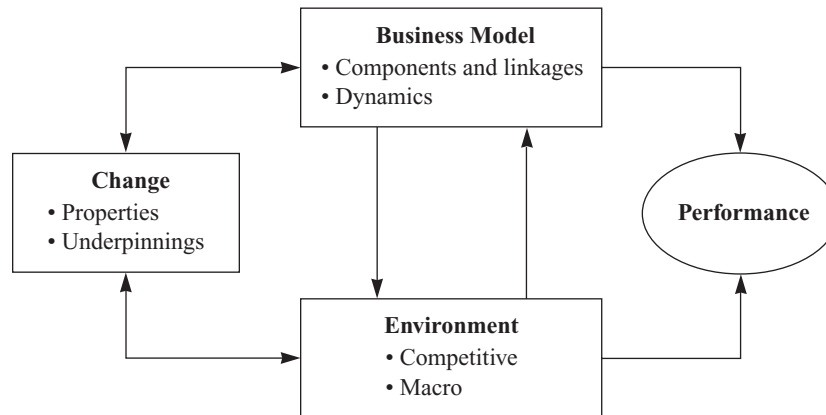 Business Model
• Components and linkages
• Dynamics
Change
• Properties
• Underpinnings
Performance
Environment
• Competitive
• Macro